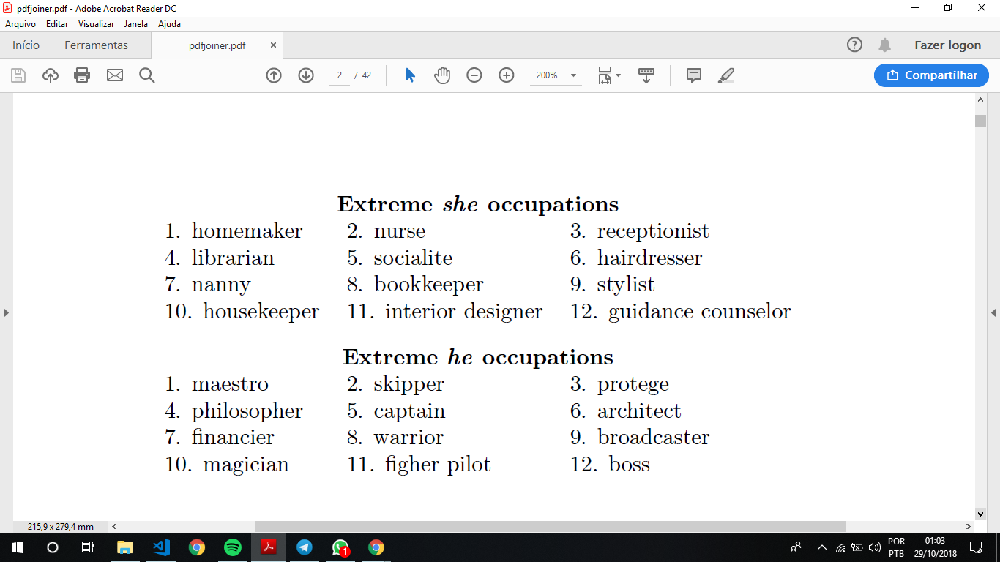 pdfjoiner.pdf - Adobe Acrobat Reader DC
Arquivo Editar Visualizar Janela Ajuda
Início Ferramentas pdfjoiner.pdf × ? Fazer logon
2 / 42 200% Compartilhar
Extreme she occupations
1. homemaker 2. nurse 3. receptionist
4. librarian 5. socialite 6. hairdresser
7. nanny 8. bookkeeper 9. stylist
10. housekeeper 11. interior designer 12. guidance counselor
Extreme he occupations
1. maestro 2. skipper 3. protege
4. philosopher 5. captain 6. architect
7. financier 8. warrior 9. broadcaster
10. magician 11. figher pilot 12. boss
215,9 x 279,4 mm
1 POR 01:03
PTB 29/10/2018